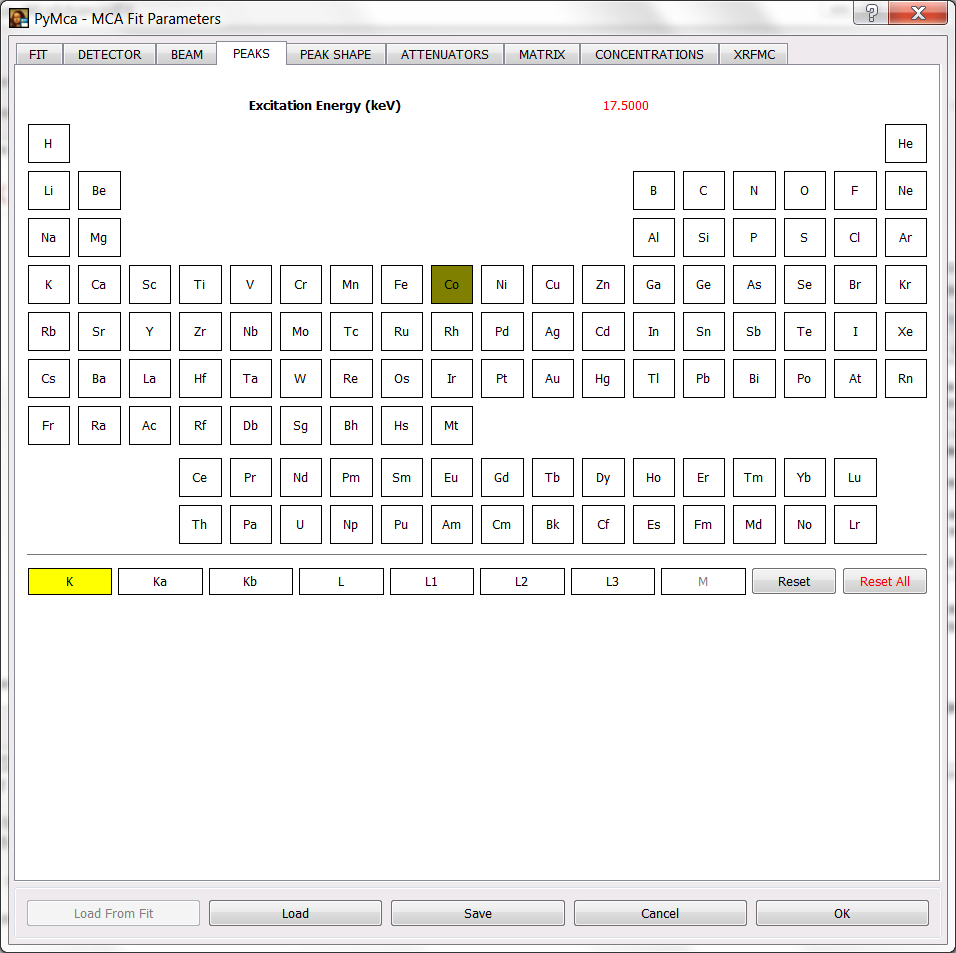 PyMca - MCA Fit Parameters
FIT DETECTOR BEAM PEAKS PEAK SHAPE ATTENUATORS MATRIX CONCENTRATIONS XRFMC
Excitation Energy (keV) 17.5000
H He
Li Be B C N O F Ne
Na Mg Al Si P S Cl Ar
K Ca Sc Ti V Cr Mn Fe Co Ni Cu Zn Ga Ge As Se Br Kr
Rb Sr Y Zr Nb Mo Tc Ru Rh Pd Ag Cd In Sn Sb Te I Xe
Cs Ba La Hf Ta W Re Os Ir Pt Au Hg Tl Pb Bi Po At Rn
Fr Ra Ac Rf Db Sg Bh Hs Mt
Ce Pr Nd Pm Sm Eu Gd Tb Dy Ho Er Tm Yb Lu
Th Pa U Np Pu Am Cm Bk Cf Es Fm Md No Lr
K Ka Kb L L1 L2 L3 M Reset Reset All
Load From Fit Load Save Cancel OK